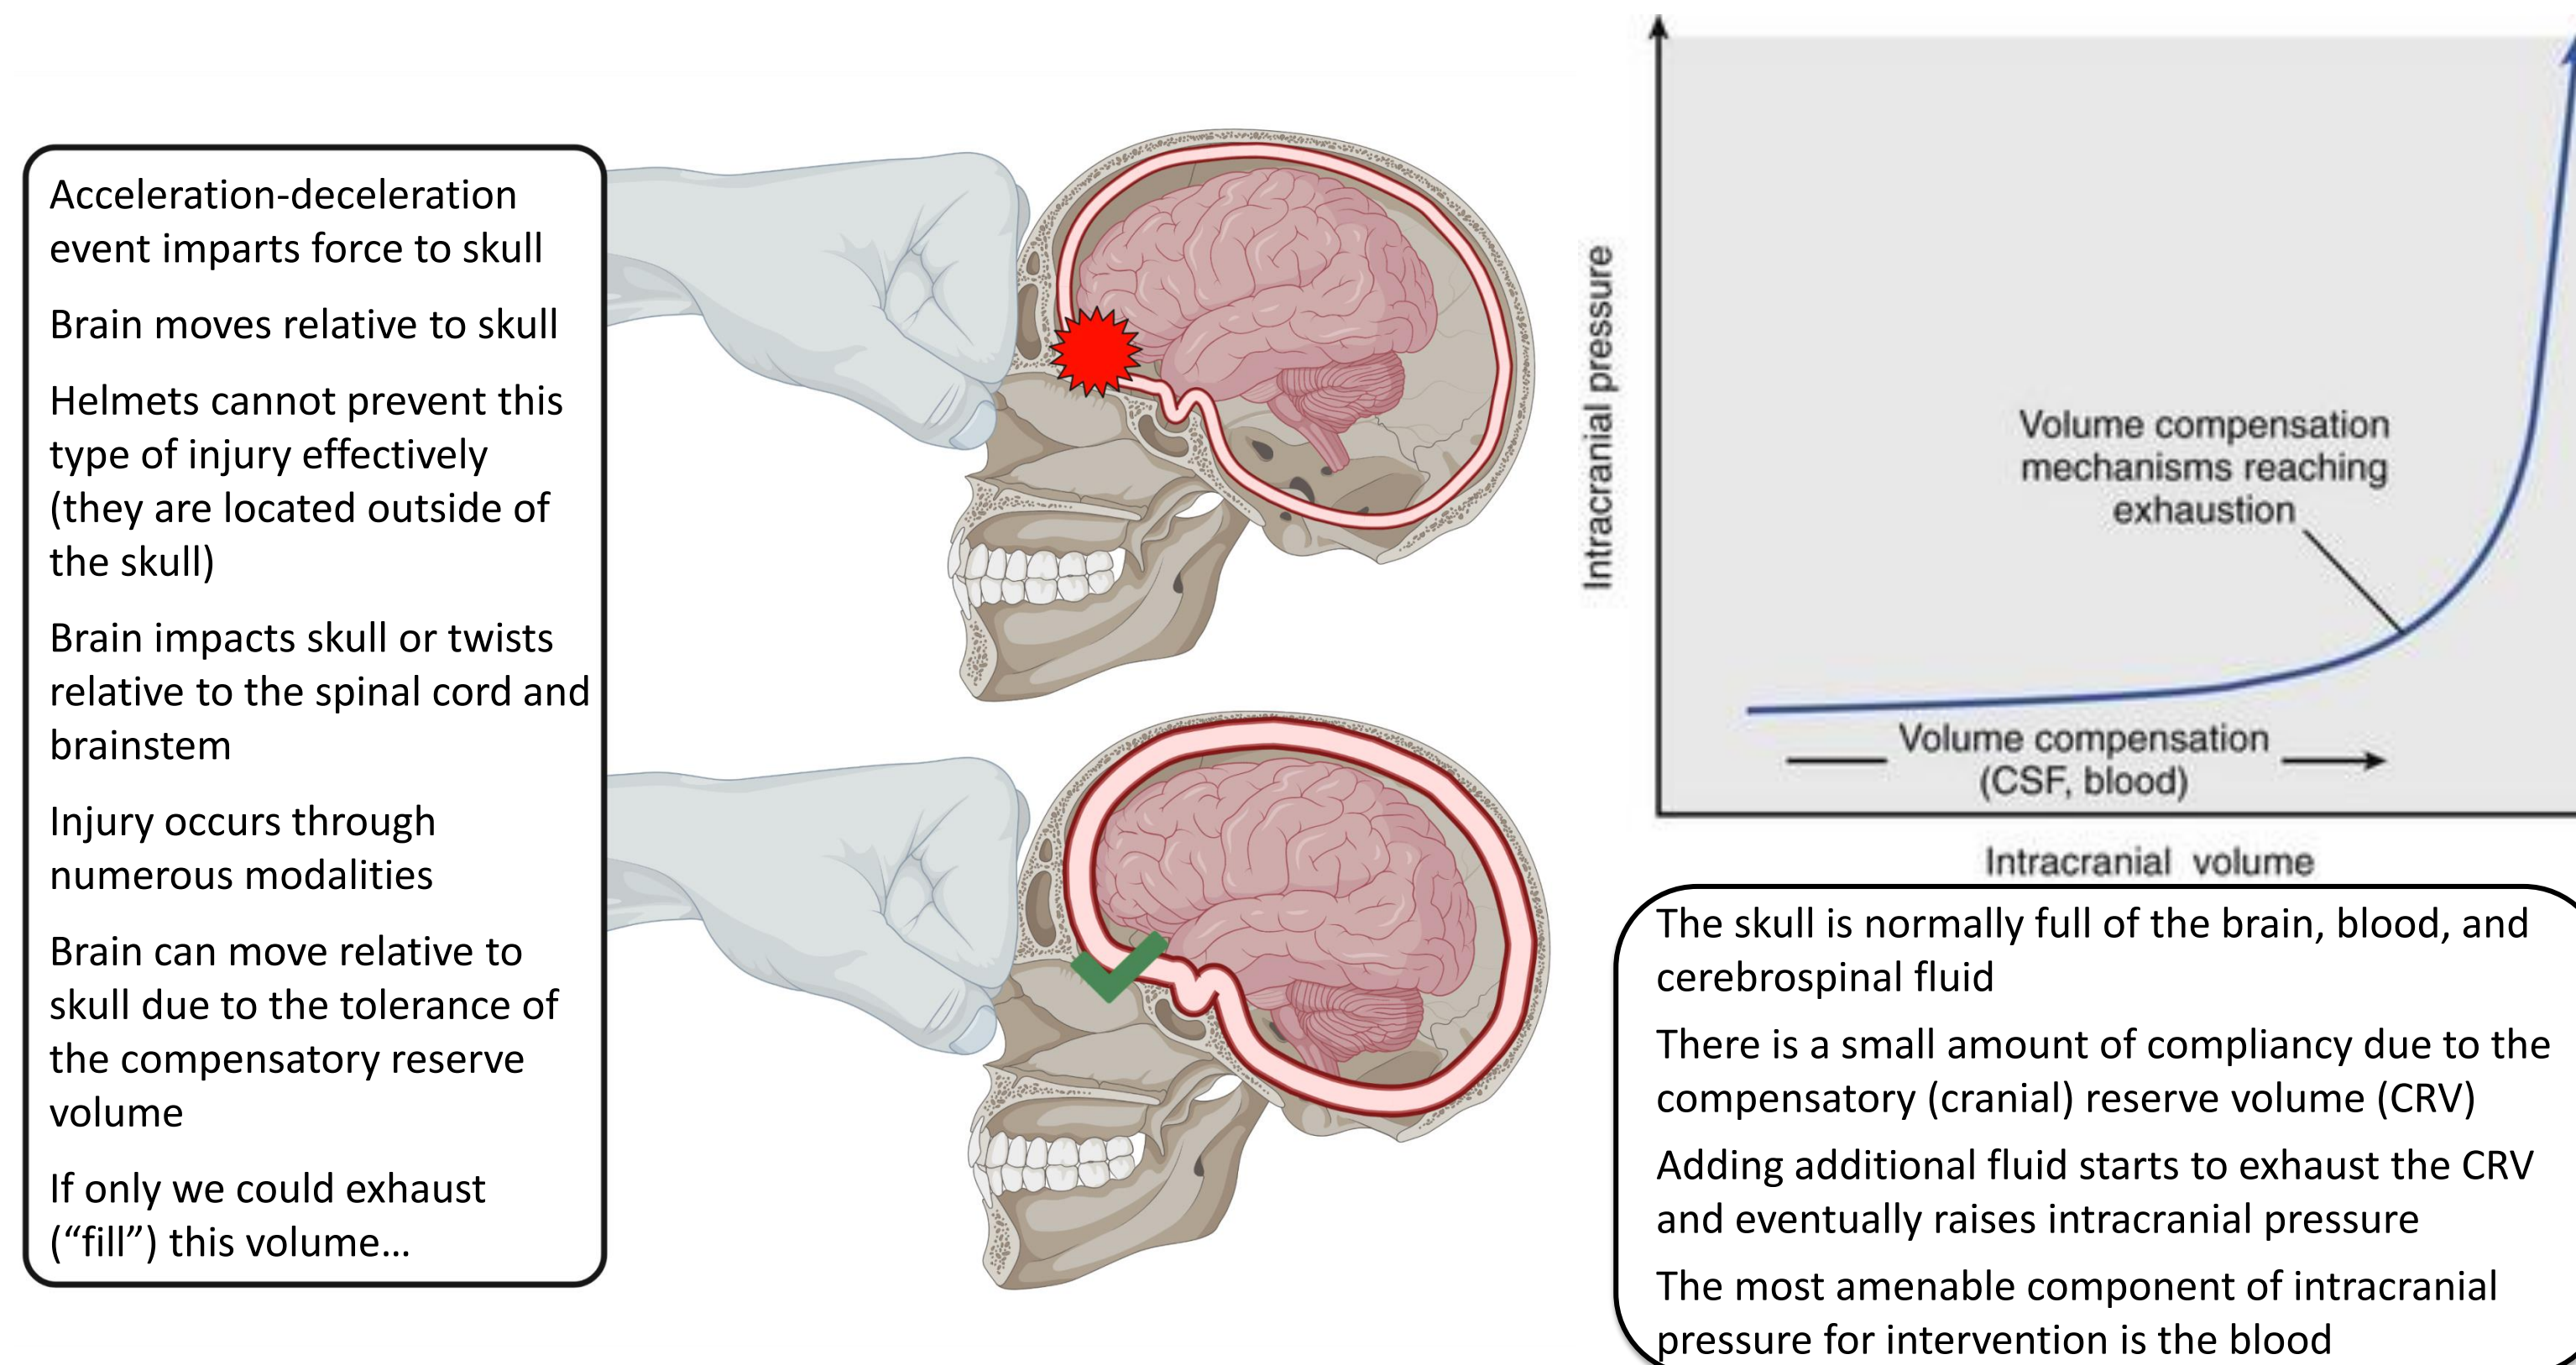 Acceleration-deceleration
event imparts force to skull
Brain moves relative to skull
Helmets cannot prevent this
type of injury effectively
(they are located outside of
the skull)
Brain impacts skull or twists
relative to the spinal cord and
brainstem
Injury occurs through
numerous modalities
Brain can move relative to
skull due to the tolerance of
the compensatory reserve
volume
If only we could exhaust
(“fill”) this volume…
Intracranial pressure
Volume compensation
mechanisms reaching
exhaustion
Volume compensation
(CSF, blood)
Intracranial volume
The skull is normally full of the brain, blood, and
cerebrospinal fluid
There is a small amount of compliancy due to the
compensatory (cranial) reserve volume (CRV)
Adding additional fluid starts to exhaust the CRV
and eventually raises intracranial pressure
The most amenable component of intracranial
pressure for intervention is the blood